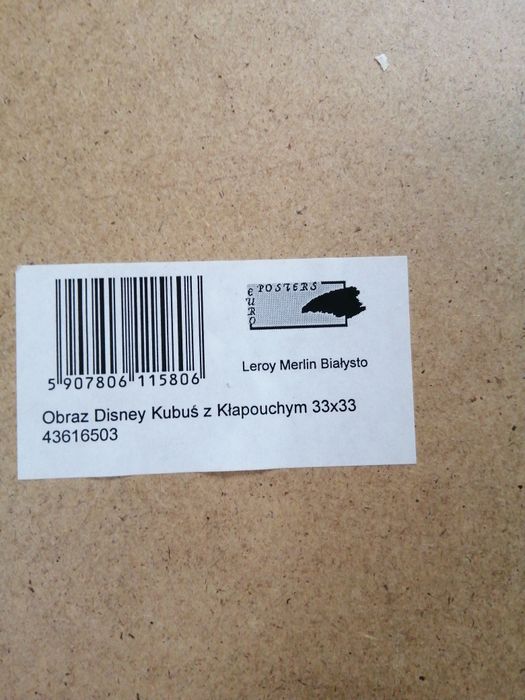 EURO
POSTERS
5 907806 115806
Leroy Merlin Białysto
Obraz Disney Kubuś z Kłapouchym 33x33
43616503